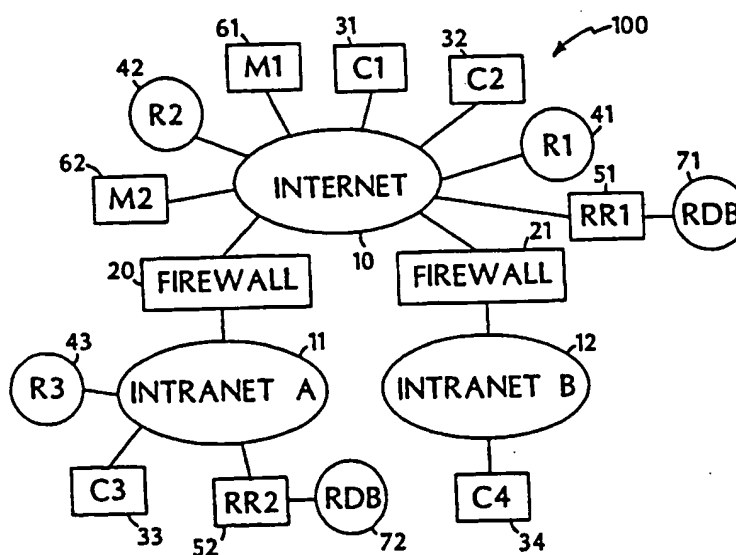 61 31 32 100
42 M1 C1 C2
R2 41
62 R1
M2 INTERNET 51 71
RR1 RDB
10 21
20 FIREWALL FIREWALL
43 11 12
R3 INTRANET A INTRANET B
C3 RR2 RDB C4
33 52 72 34